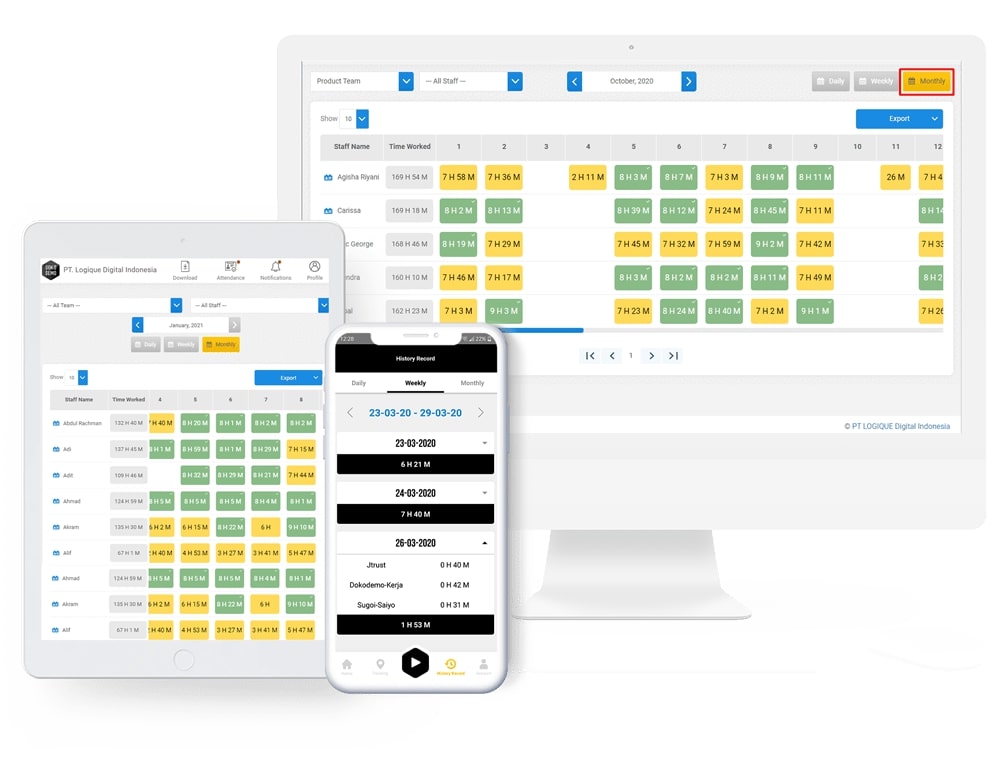 Product Team
--- All Staff ---
October, 2020
Daily
Weekly
Monthly
Show 10
Export
Staff Name Time Worked 1 2 3 4 5 6 7 8 9 10 11 12
Agisha Riyani 169 H 54 M 7 H 58 M 7 H 36 M 2 H 11 M 8 H 3 M 8 H 7 M 7 H 3 M 8 H 9 M 8 H 11 M 26 M 7 H 4
Carissa 169 H 18 M 8 H 2 M 8 H 13 M 8 H 39 M 8 H 12 M 7 H 24 M 8 H 45 M 7 H 11 M 8 H 14
c George 168 H 46 M 8 H 19 M 7 H 29 M 7 H 45 M 7 H 32 M 7 H 59 M 9 H 2 M 7 H 42 M 7 H 33
ndra 160 H 10 M 7 H 46 M 7 H 17 M 8 H 3 M 8 H 2 M 8 H 2 M 8 H 11 M 7 H 49 M 8 H 2
bal 162 H 23 M 7 H 3 M 9 H 3 M 7 H 23 M 8 H 24 M 8 H 40 M 7 H 2 M 9 H 1 M 7 H 26
1
© PT LOGIQUE Digital Indonesia
PT. Logique Digital Indonesia
Download
Attendance
Notifications
Profile
--- All Team ---
--- All Staff ---
January, 2021
Daily
Weekly
Monthly
Show 10
Export
Staff Name Time Worked 4 5 6 7 8
Abdul Rachman 132 H 40 M 7 H 40 M 8 H 20 M 8 H 1 M 8 H 2 M 8 H 2 M
Adi 137 H 45 M 8 H 1 M 8 H 59 M 8 H 1 M 8 H 29 M 7 H 15 M
Adit 109 H 46 M 8 H 32 M 8 H 29 M 8 H 21 M 7 H 44 M
Ahmad 124 H 59 M 8 H 5 M 8 H 5 M 8 H 5 M 8 H 4 M 8 H 1 M
Akram 135 H 30 M 6 H 2 M 6 H 15 M 8 H 22 M 6 H 9 H 10 M
Alif 67 H 1 M H 40 M 4 H 53 M 3 H 27 M 3 H 41 M 5 H 47 M
Ahmad 124 H 59 M 8 H 5 M 8 H 5 M 8 H 5 M 8 H 4 M 8 H 1 M
Akram 135 H 30 M 6 H 2 M 6 H 15 M 8 H 22 M 6 H 9 H 10 M
Alif 67 H 1 M H 40 M 4 H 53 M 3 H 27 M 3 H 41 M 5 H 47 M
12:28
22%
History Record
Daily
Weekly
Monthly
23-03-20 - 29-03-20
23-03-2020
6 H 21 M
24-03-2020
7 H 40 M
26-03-2020
Jtrust 0 H 40 M
Dokodemo-Kerja 0 H 42 M
Sugoi-Saiyo 0 H 31 M
1 H 53 M
History Record